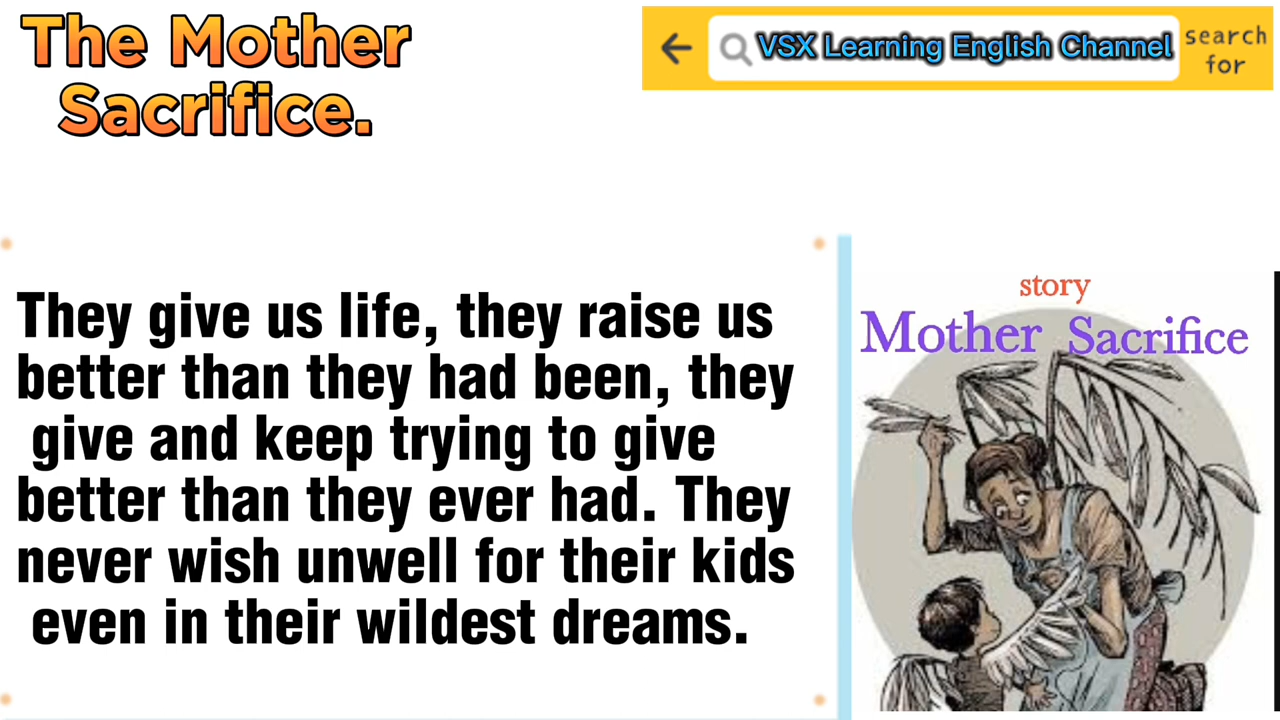 The Mother
Sacrifice.
VSX Learning English Channel
search
for
They give us life, they raise us
better than they had been, they
give and keep trying to give
better than they ever had. They
never wish unwell for their kids
even in their wildest dreams.
story
Mother Sacrifice